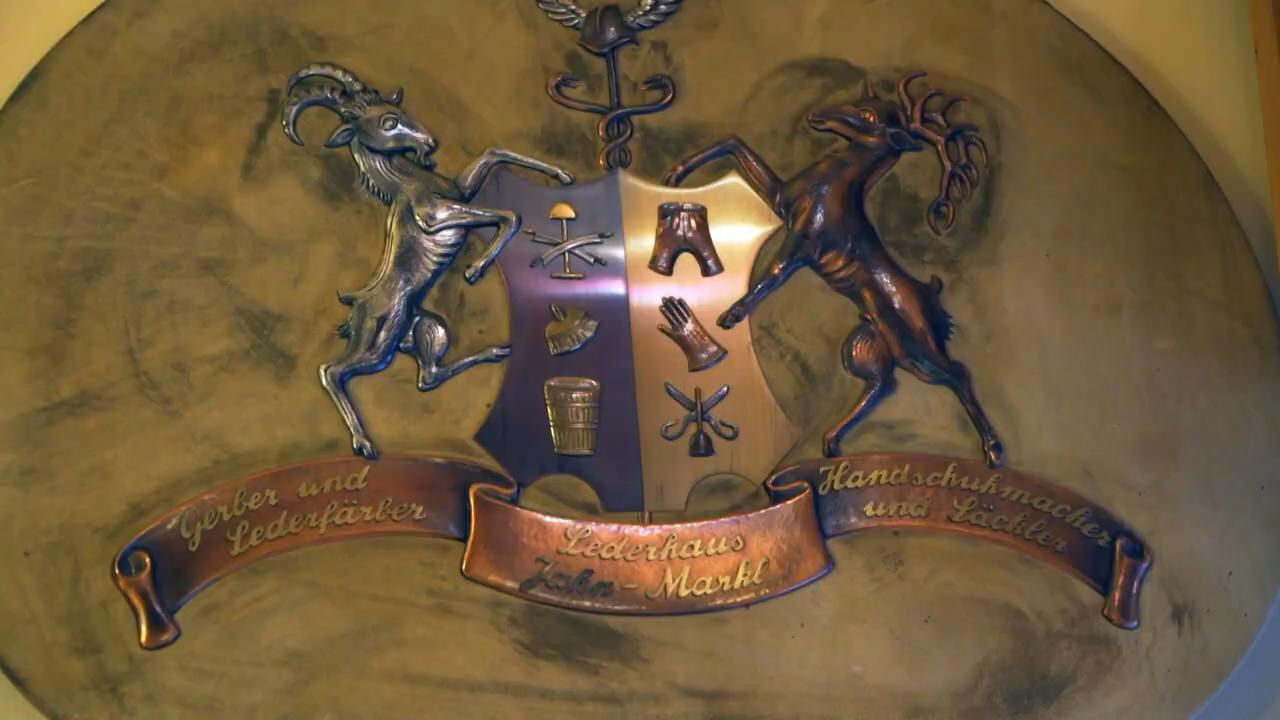 Gerber und
Lederfärber
Lederhaus
Jahn-Markl
Handschuhmacher
und Säckler